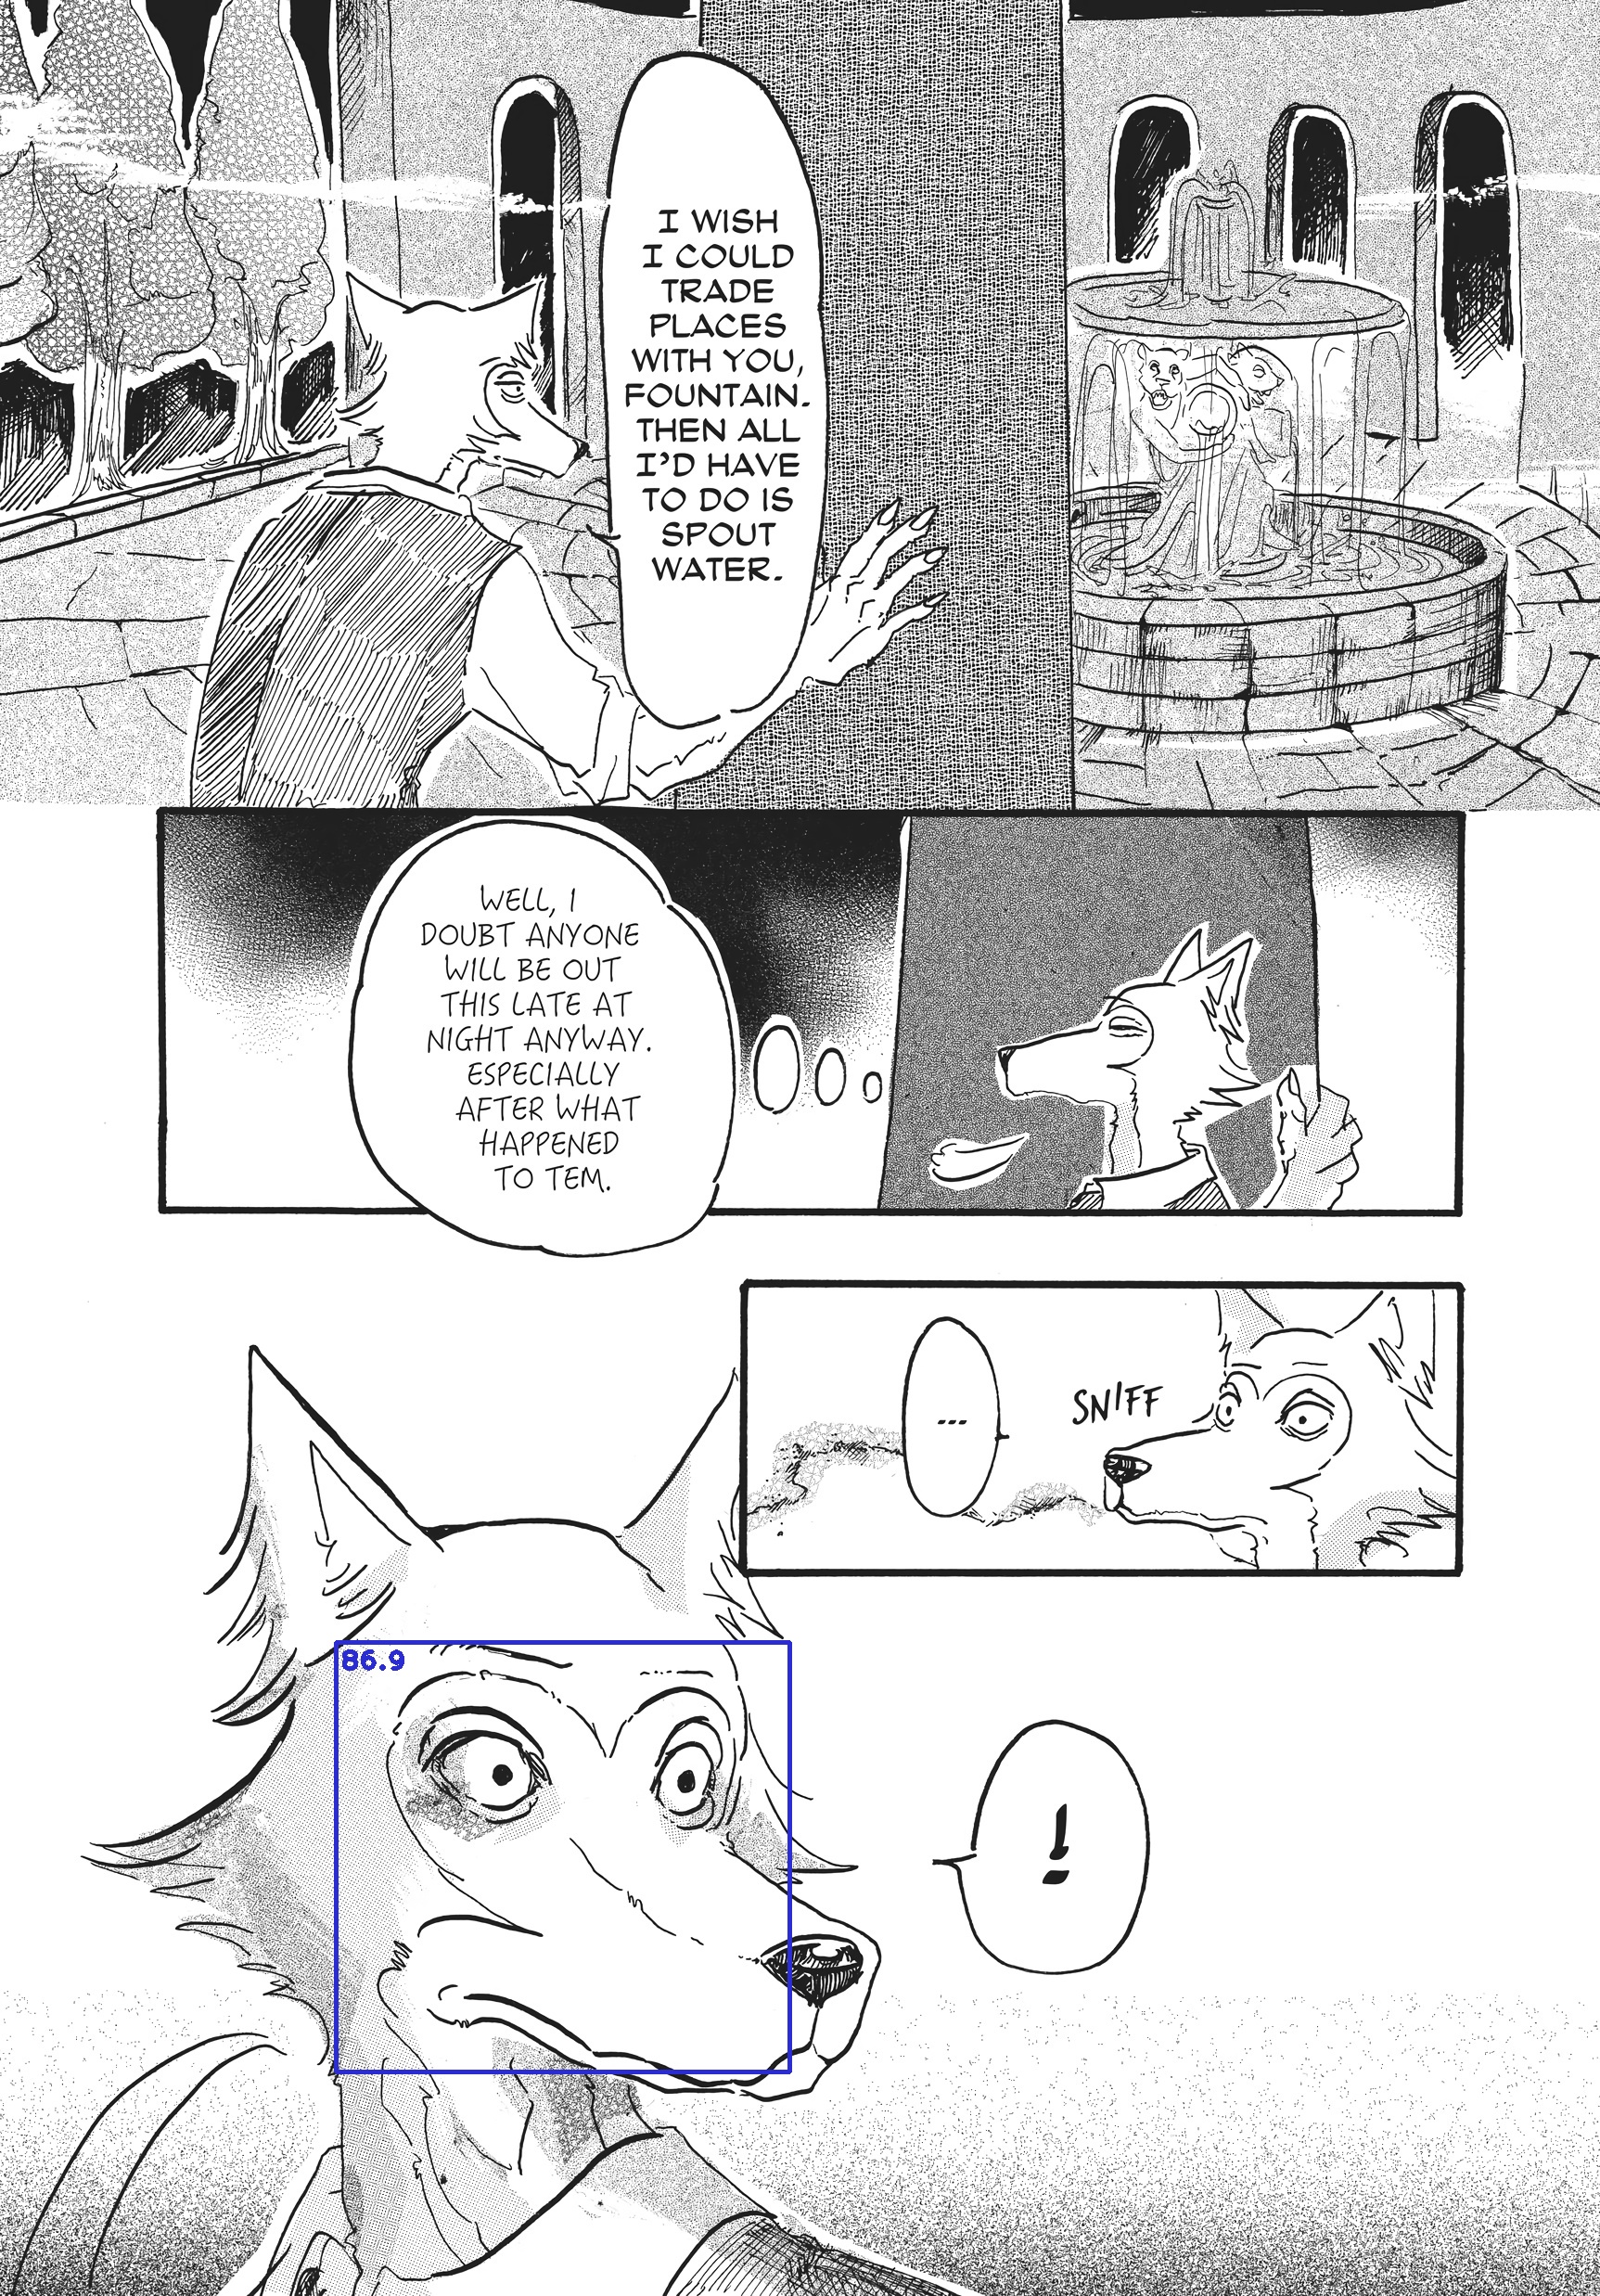 I WISH
I COULD
TRADE
PLACES
WITH YOU,
FOUNTAIN.
THEN ALL
I'D HAVE
TO DO IS
SPOUT
WATER.
WELL, I
DOUBT ANYONE
WILL BE OUT
THIS LATE AT
NIGHT ANYWAY.
ESPECIALLY
AFTER WHAT
HAPPENED
TO TEM.
SNIFF
...
86.9
!